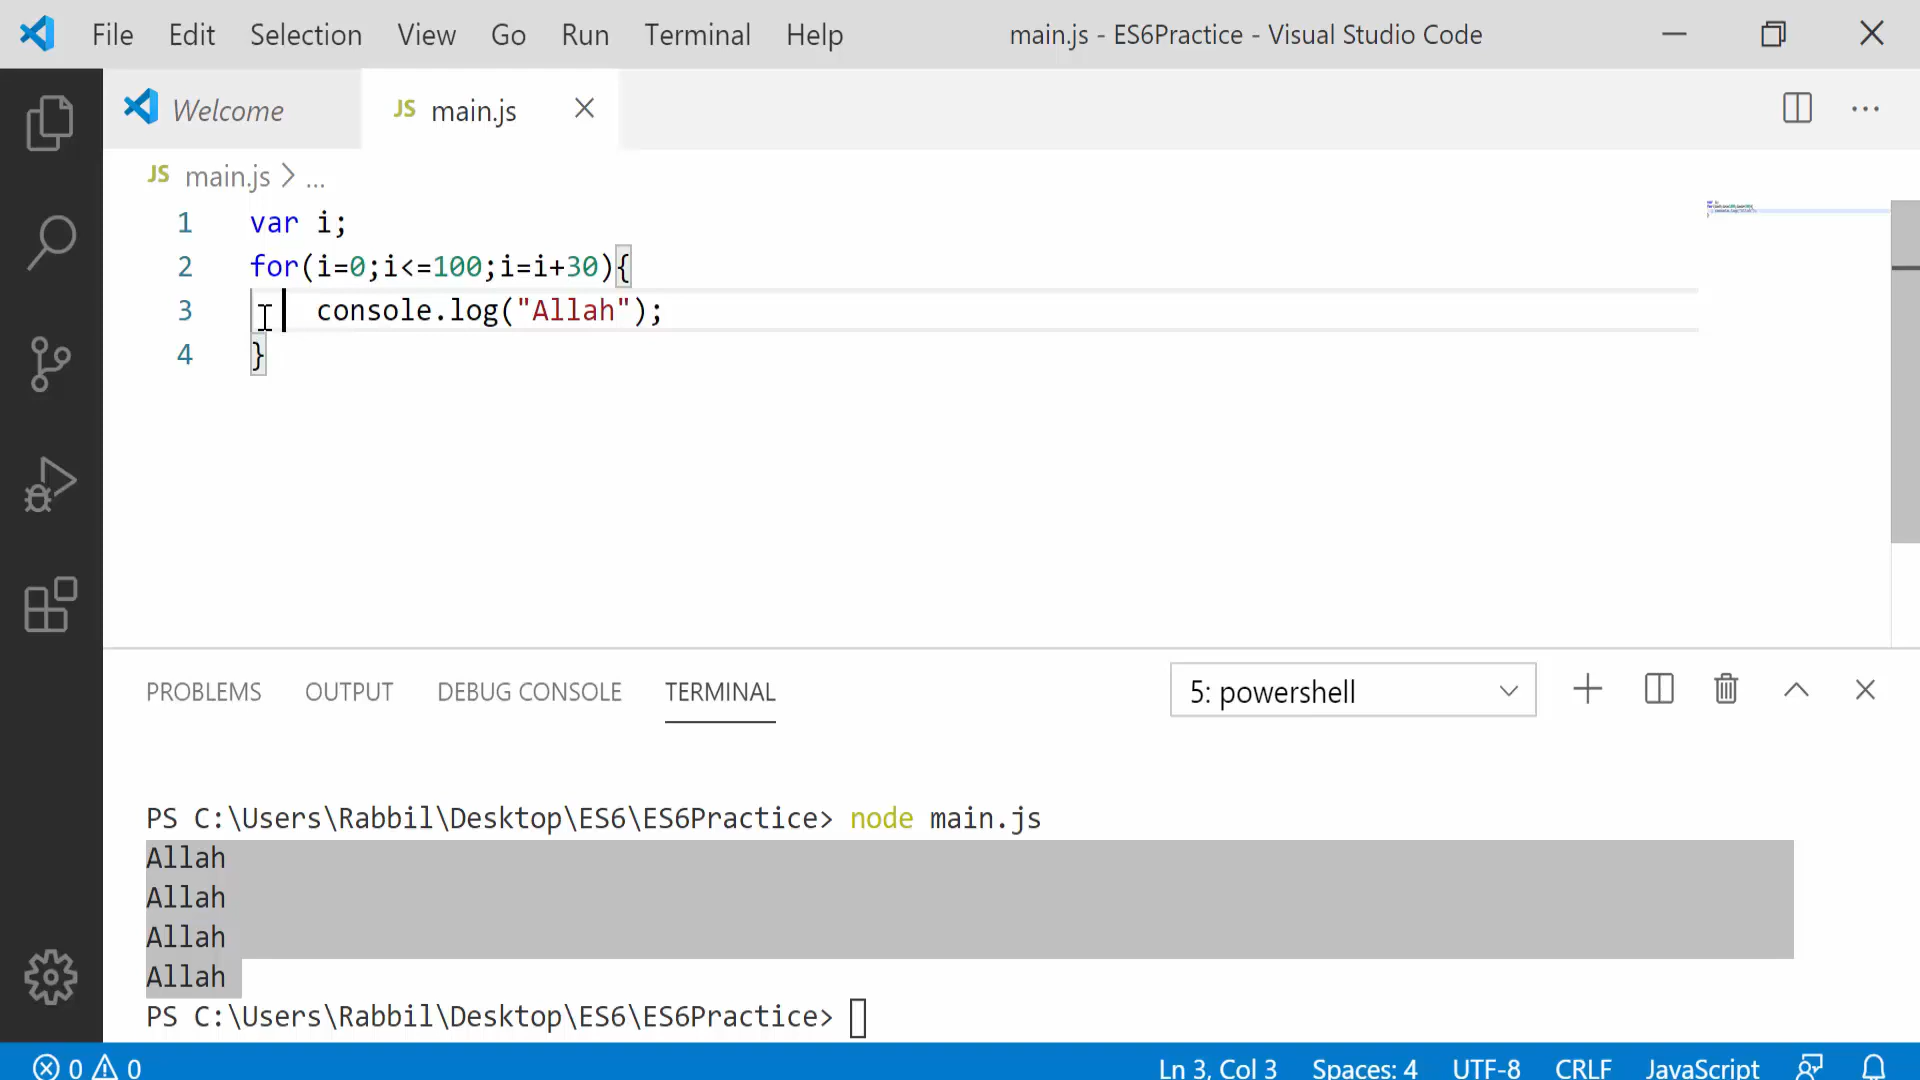 File Edit Selection View Go Run Terminal Help main.js - ES6Practice - Visual Studio Code
Welcome JS main.js
JS main.js > ...
1 var i;
2 for(i=0;i<=100;i=i+30){
3 console.log("Allah");
4 }
PROBLEMS OUTPUT DEBUG CONSOLE TERMINAL 5: powershell
PS C:\Users\Rabbil\Desktop\ES6\ES6Practice> node main.js
Allah
Allah
Allah
Allah
PS C:\Users\Rabbil\Desktop\ES6\ES6Practice>
0 0 Ln 3, Col 3 Spaces: 4 UTF-8 CRLF JavaScript